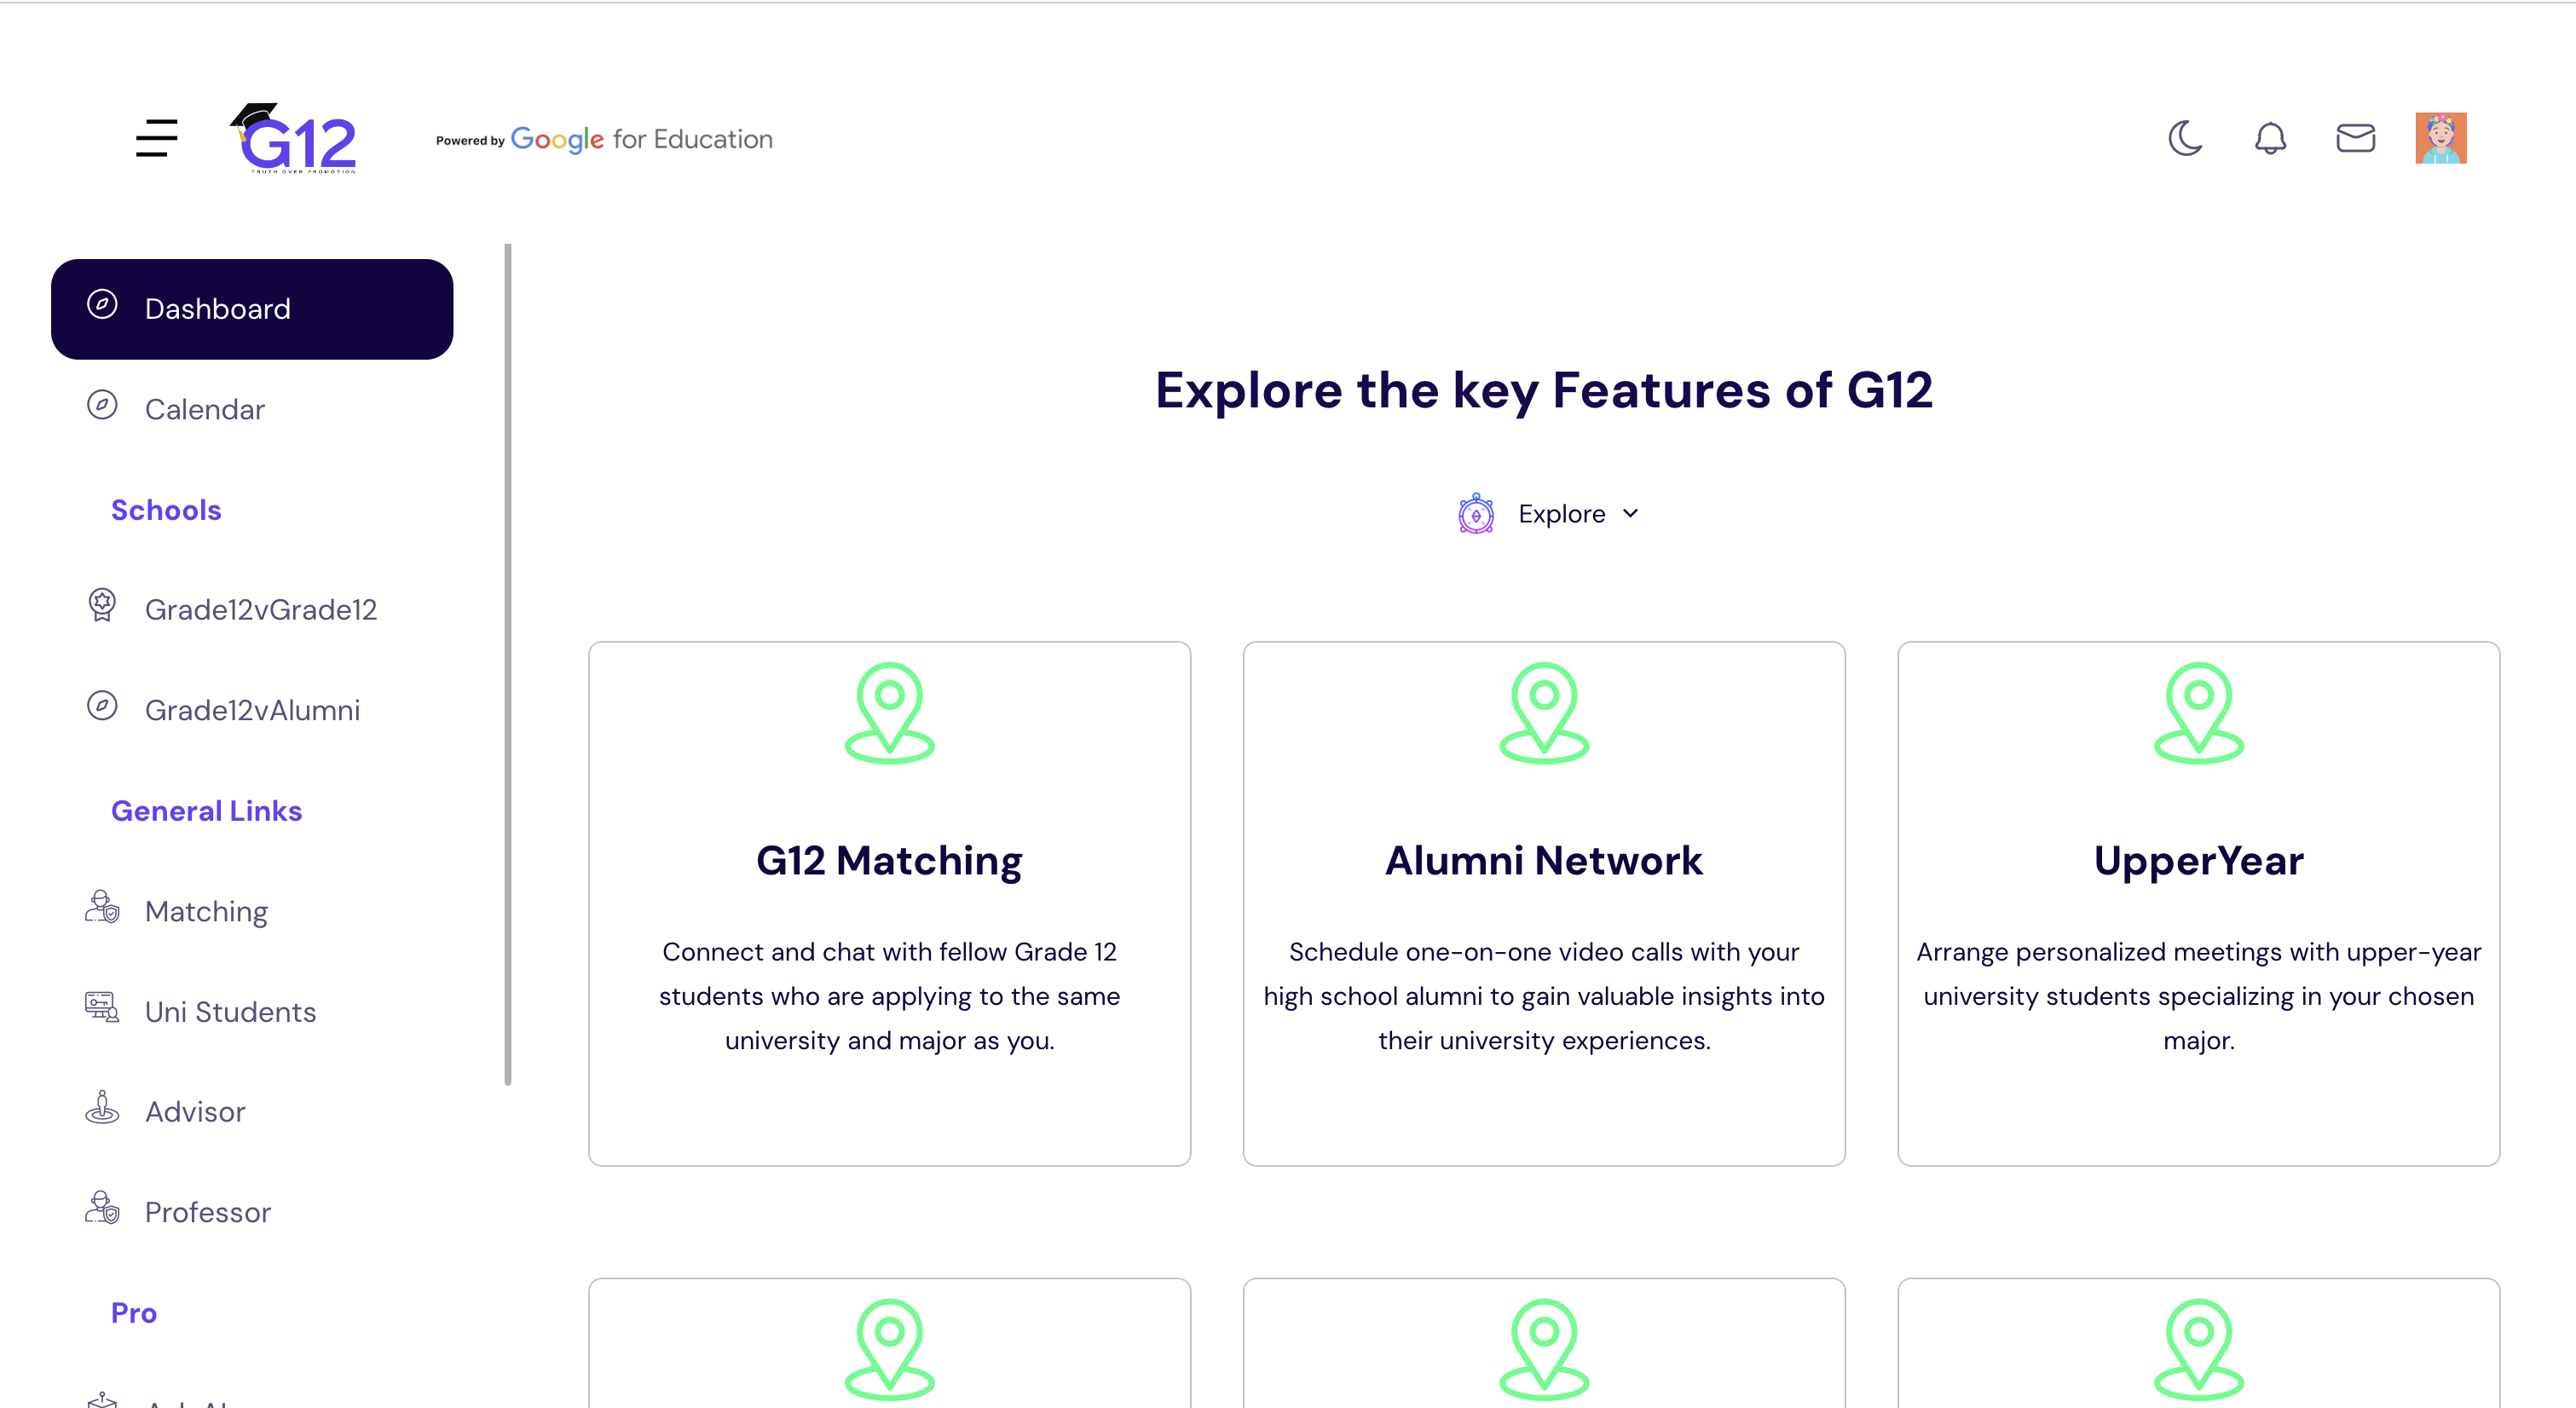 G12
TRUTH OVER PROMOTION
Powered by Google for Education
Dashboard
Calendar
Schools
Grade12vGrade12
Grade12vAlumni
General Links
Matching
Uni Students
Advisor
Professor
Pro
Explore the key Features of G12
Explore
G12 Matching
Connect and chat with fellow Grade 12
students who are applying to the same
university and major as you.
Alumni Network
Schedule one-on-one video calls with your
high school alumni to gain valuable insights into
their university experiences.
UpperYear
Arrange personalized meetings with upper-year
university students specializing in your chosen
major.